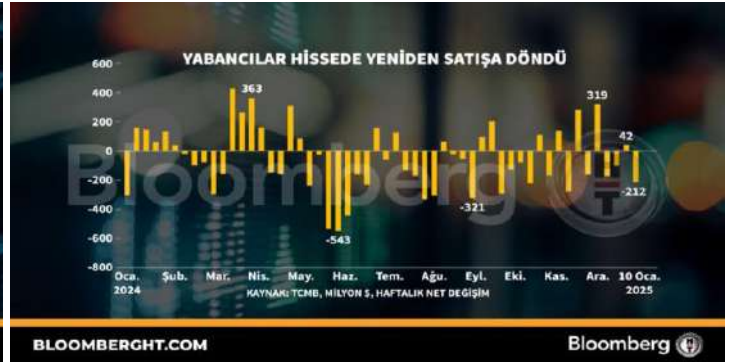 YABANCILAR HİSSEDE YENİDEN SATIŞA DÖNDÜ
600
400
200
0
-200
-400
-600
-800
363
319
42
-212
-321
-543
Bloomberg HT
Oca. Şub. Mar. Nis. May. Haz. Tem. Ağu. Eyl. Eki. Kas. Ara. 10 Oca.
2024 2025
KAYNAK: TCMB, MİLYON $, HAFTALIK NET DEĞİŞİM
BLOOMBERGHT.COM
Bloomberg HT